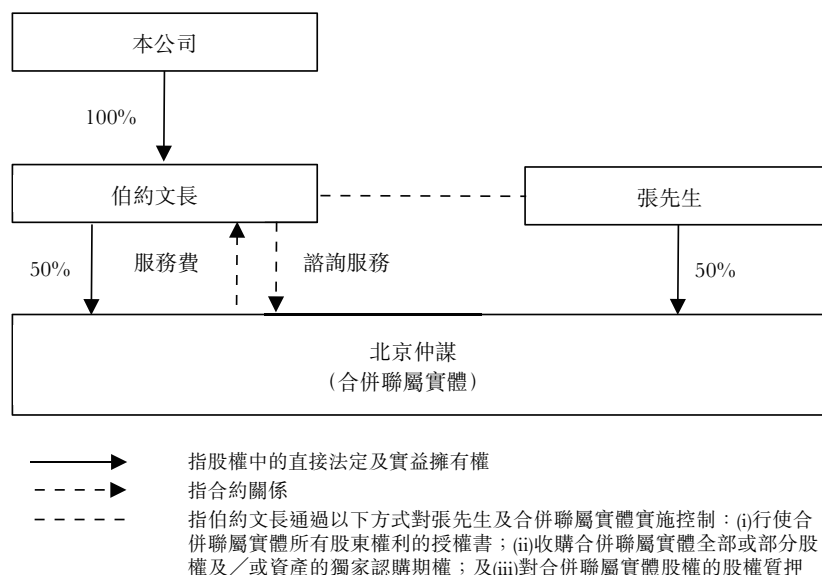 本公司
100%
伯約文長
張先生
50%
服務費
諮詢服務
50%
北京仲謀
(合併聯屬實體)
指股權中的直接法定及實益擁有權
指合約關係
指伯約文長通過以下方式對張先生及合併聯屬實體實施控制：(i)行使合
併聯屬實體所有股東權利的授權書；(ii)收購合併聯屬實體全部或部分股
權及／或資產的獨家認購期權；及(iii)對合併聯屬實體股權的股權質押